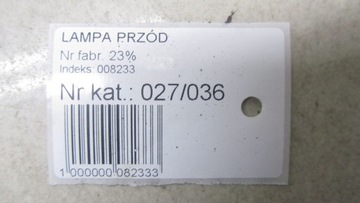 LAMPA PRZÓD
Nr fabr. 23%
Indeks: 008233
Nr kat.: 027/036
1 000000 082333